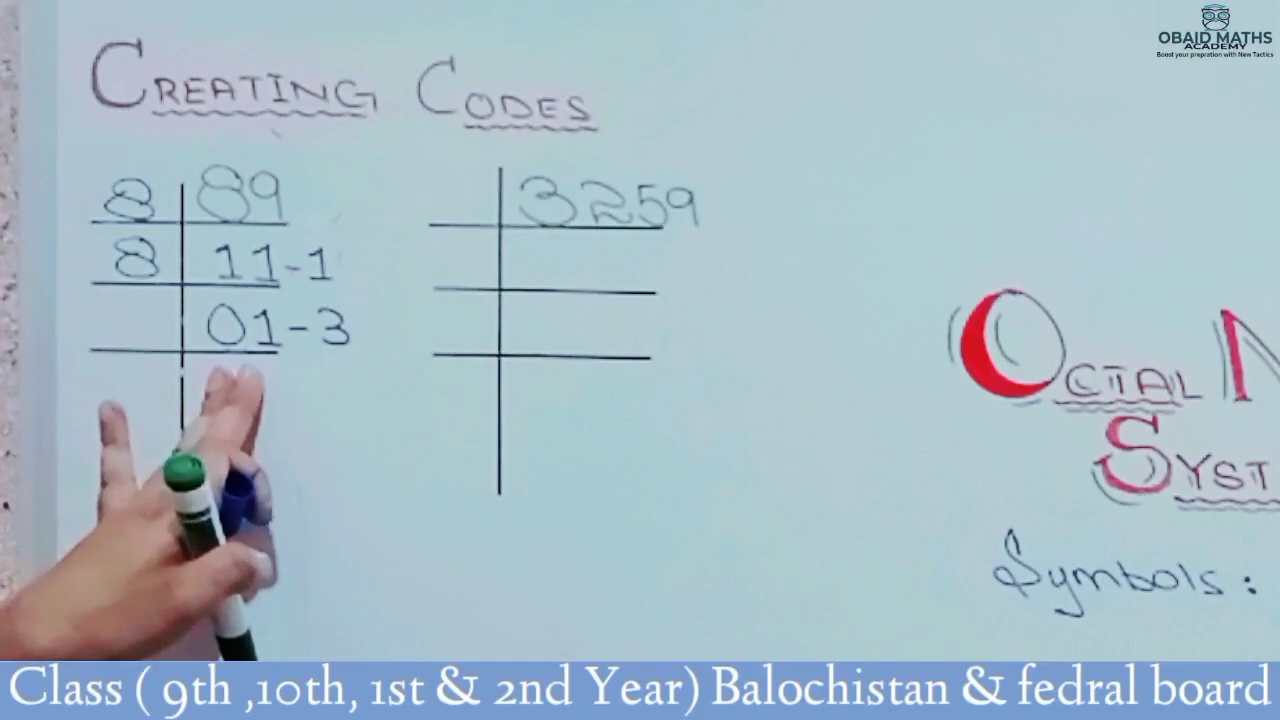 OBAID MATHS
ACADEMY
Boost your prepration with New Tactics
CREATING CODES
8 89
8 11-1
01-3
3259
OCTAL N
SYST
Symbols:
Class ( 9th ,10th, 1st & 2nd Year) Balochistan & fedral board